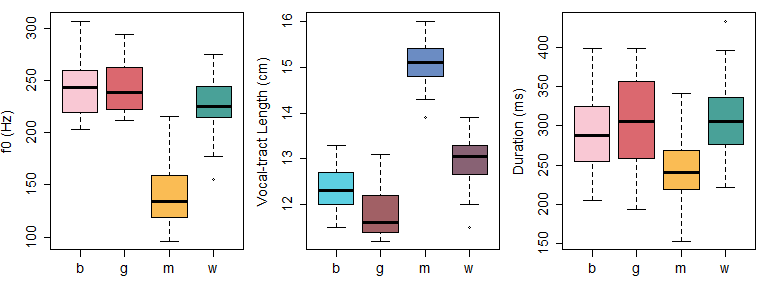 f0 (Hz)
100 150 200 250 300
b g m w
Vocal-tract Length (cm)
12 13 14 15 16
b g m w
Duration (ms)
150 200 250 300 350 400
b g m w